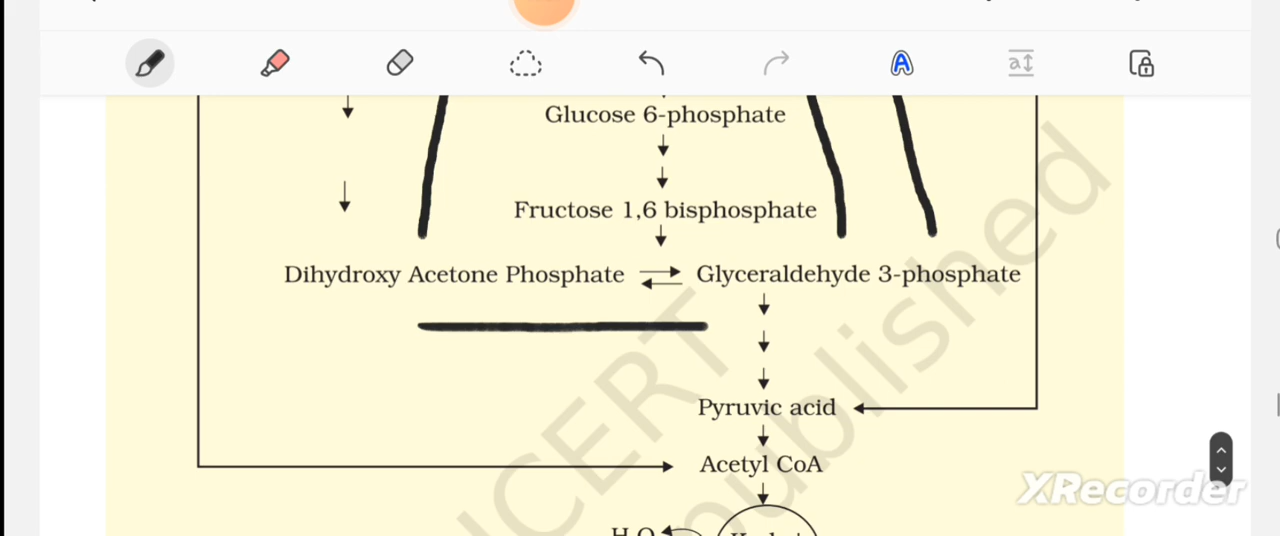 Glucose 6-phosphate
Fructose 1,6 bisphosphate
Dihydroxy Acetone Phosphate
Glyceraldehyde 3-phosphate
Pyruvic acid
Acetyl CoA
H O
NCERT
published
XRecorder